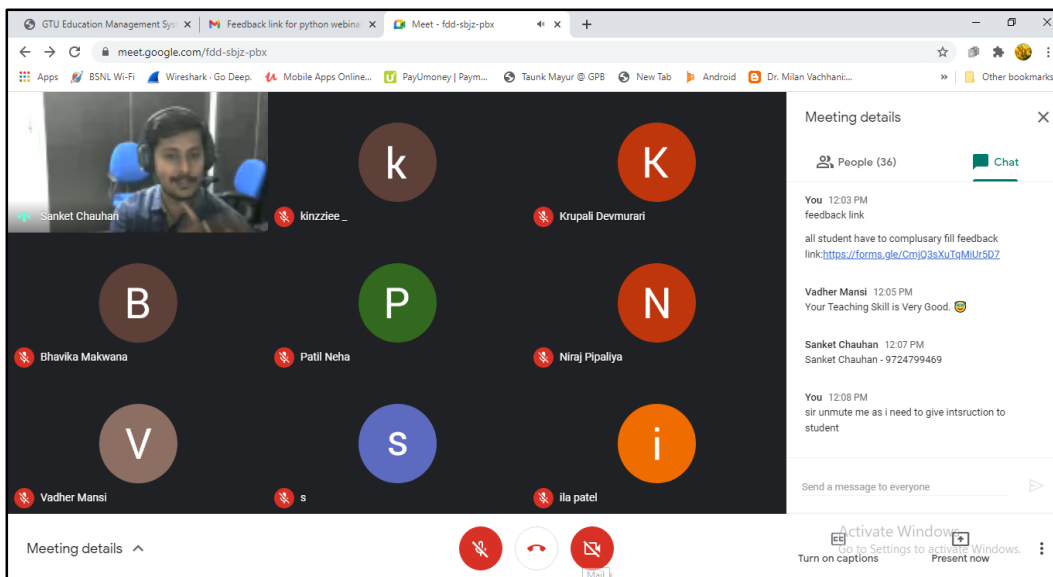 GTU Education Management Sys
Feedback link for python webina
Meet - fdd-sbjz-pbx
meet.google.com/fdd-sbjz-pbx
Apps
BSNL Wi-Fi
Wireshark · Go Deep.
Mobile Apps Online...
PayUmoney | Paym...
Taunk Mayur @ GPB
New Tab
Android
Dr. Milan Vachhani:...
»
Other bookmarks
Sanket Chauhan
k
kinzziee _
K
Krupali Devmurari
B
Bhavika Makwana
P
Patil Neha
N
Niraj Pipaliya
V
Vadher Mansi
s
s
i
ila patel
Meeting details
People (36)
Chat
You 12:03 PM
feedback link
all student have to complusary fill feedback
link:https://forms.gle/CmjQ3sXuTqMiUr5D7
Vadher Mansi 12:05 PM
Your Teaching Skill is Very Good. 😇
Sanket Chauhan 12:07 PM
Sanket Chauhan - 9724799469
You 12:08 PM
sir unmute me as i need to give intsruction to
student
Send a message to everyone
Meeting details
Mail
Activate Windows
Go to Settings to activate Windows.
Turn on captions
Present now